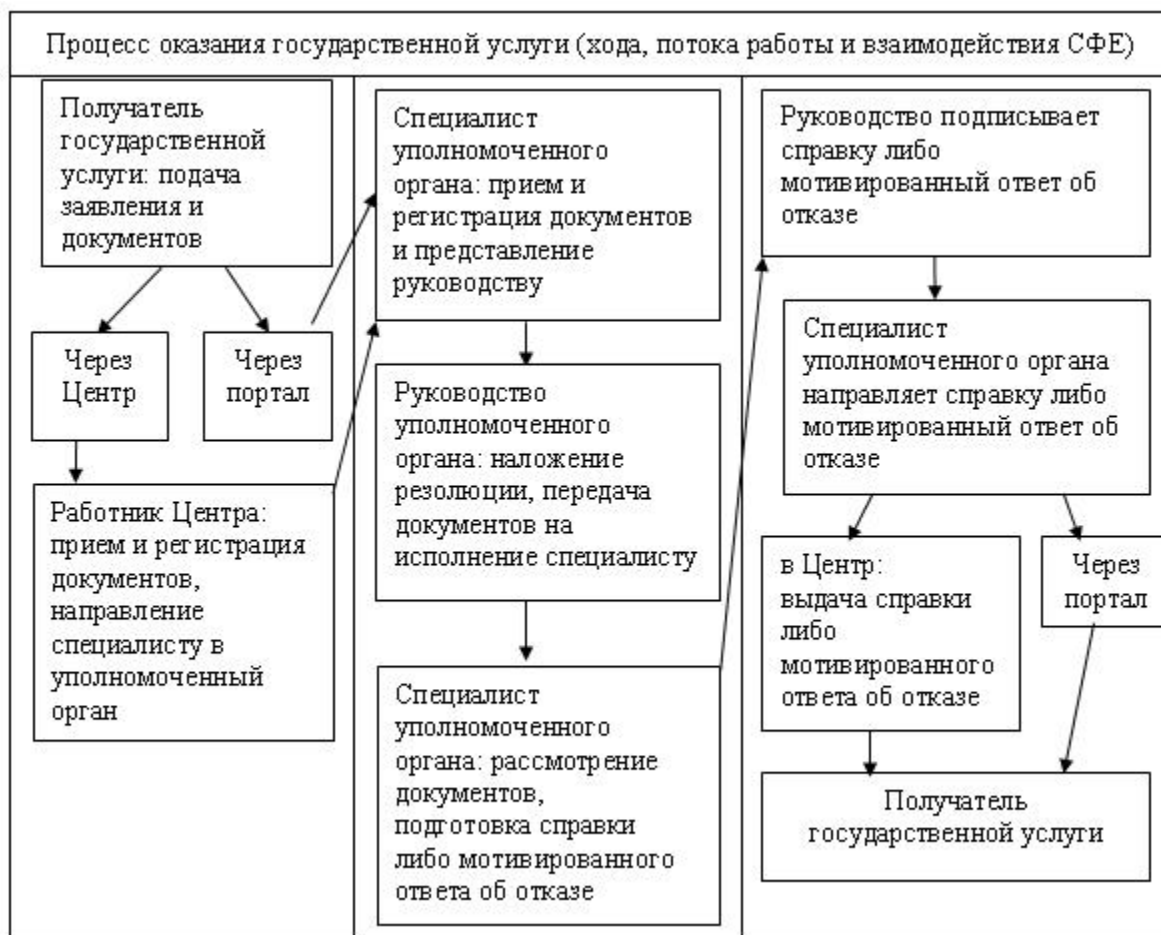 Процесс оказания государственной услуги (хода, потока работы и взаимодействия СФЕ)
Получатель
государственной
услуги: подача
заявления и
документов
Через
Центр
Через
портал
Работник Центра:
прием и регистрация
документов,
направление
специалисту в
уполномоченный
орган
Специалист
уполномоченного
органа: прием и
регистрация документов
и представление
руководству
Руководство
уполномоченного
органа: наложение
резолюции, передача
документов на
исполнение специалисту
Специалист
уполномоченного
органа: рассмотрение
документов,
подготовка справки
либо мотивированного
ответа об отказе
Руководство подписывает
справку либо
мотивированный ответ об
отказе
Специалист
уполномоченного органа
направляет справку либо
мотивированный ответ об
отказе
в Центр:
выдача справки
либо
мотивированного
ответа об отказе
Через
портал
Получатель
государственной услуги